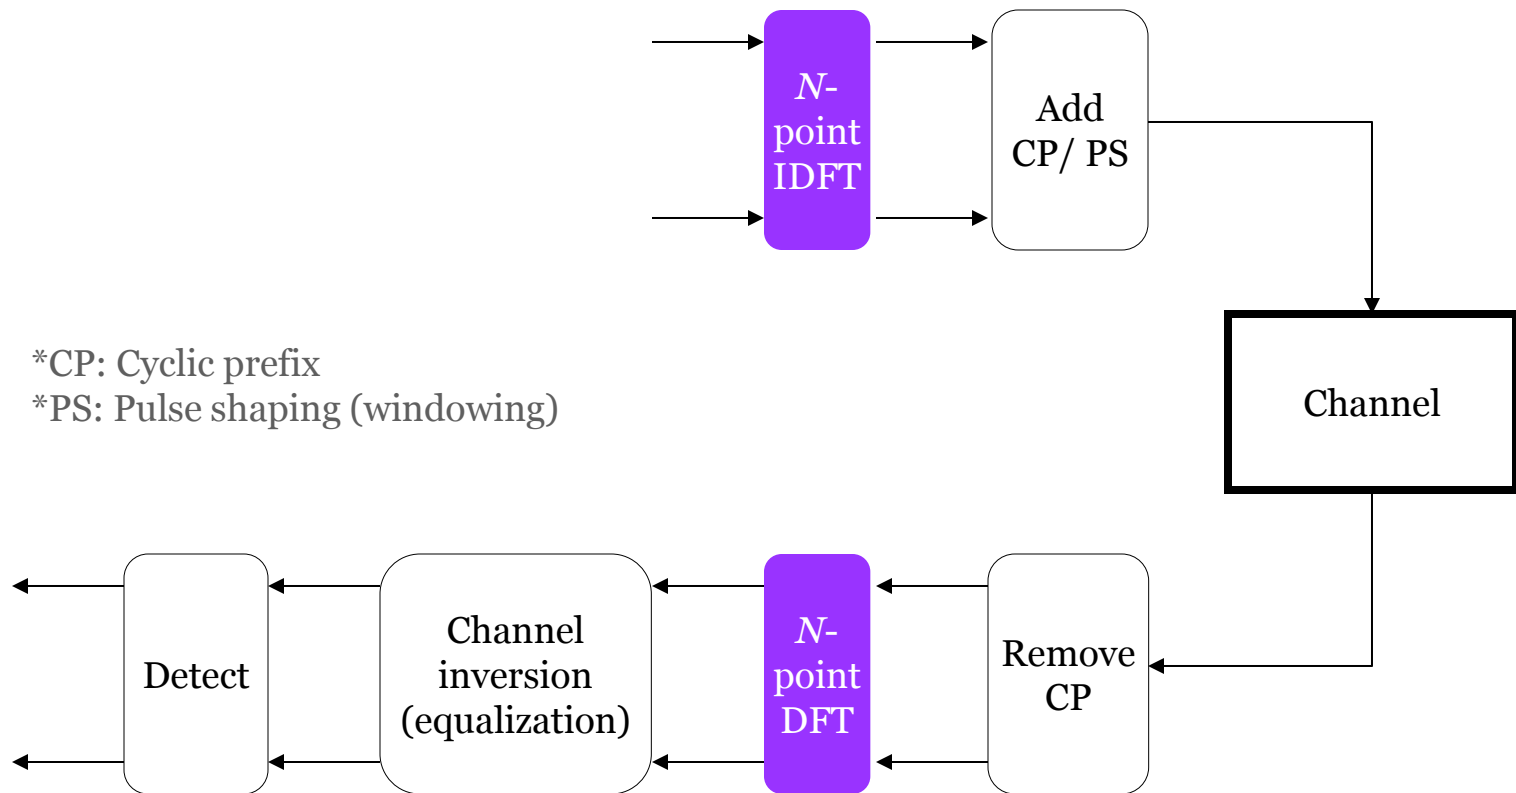 N-
point
IDFT
Add
CP/ PS
*CP: Cyclic prefix
*PS: Pulse shaping (windowing)
Channel
Detect
Channel
inversion
(equalization)
N-
point
DFT
Remove
CP